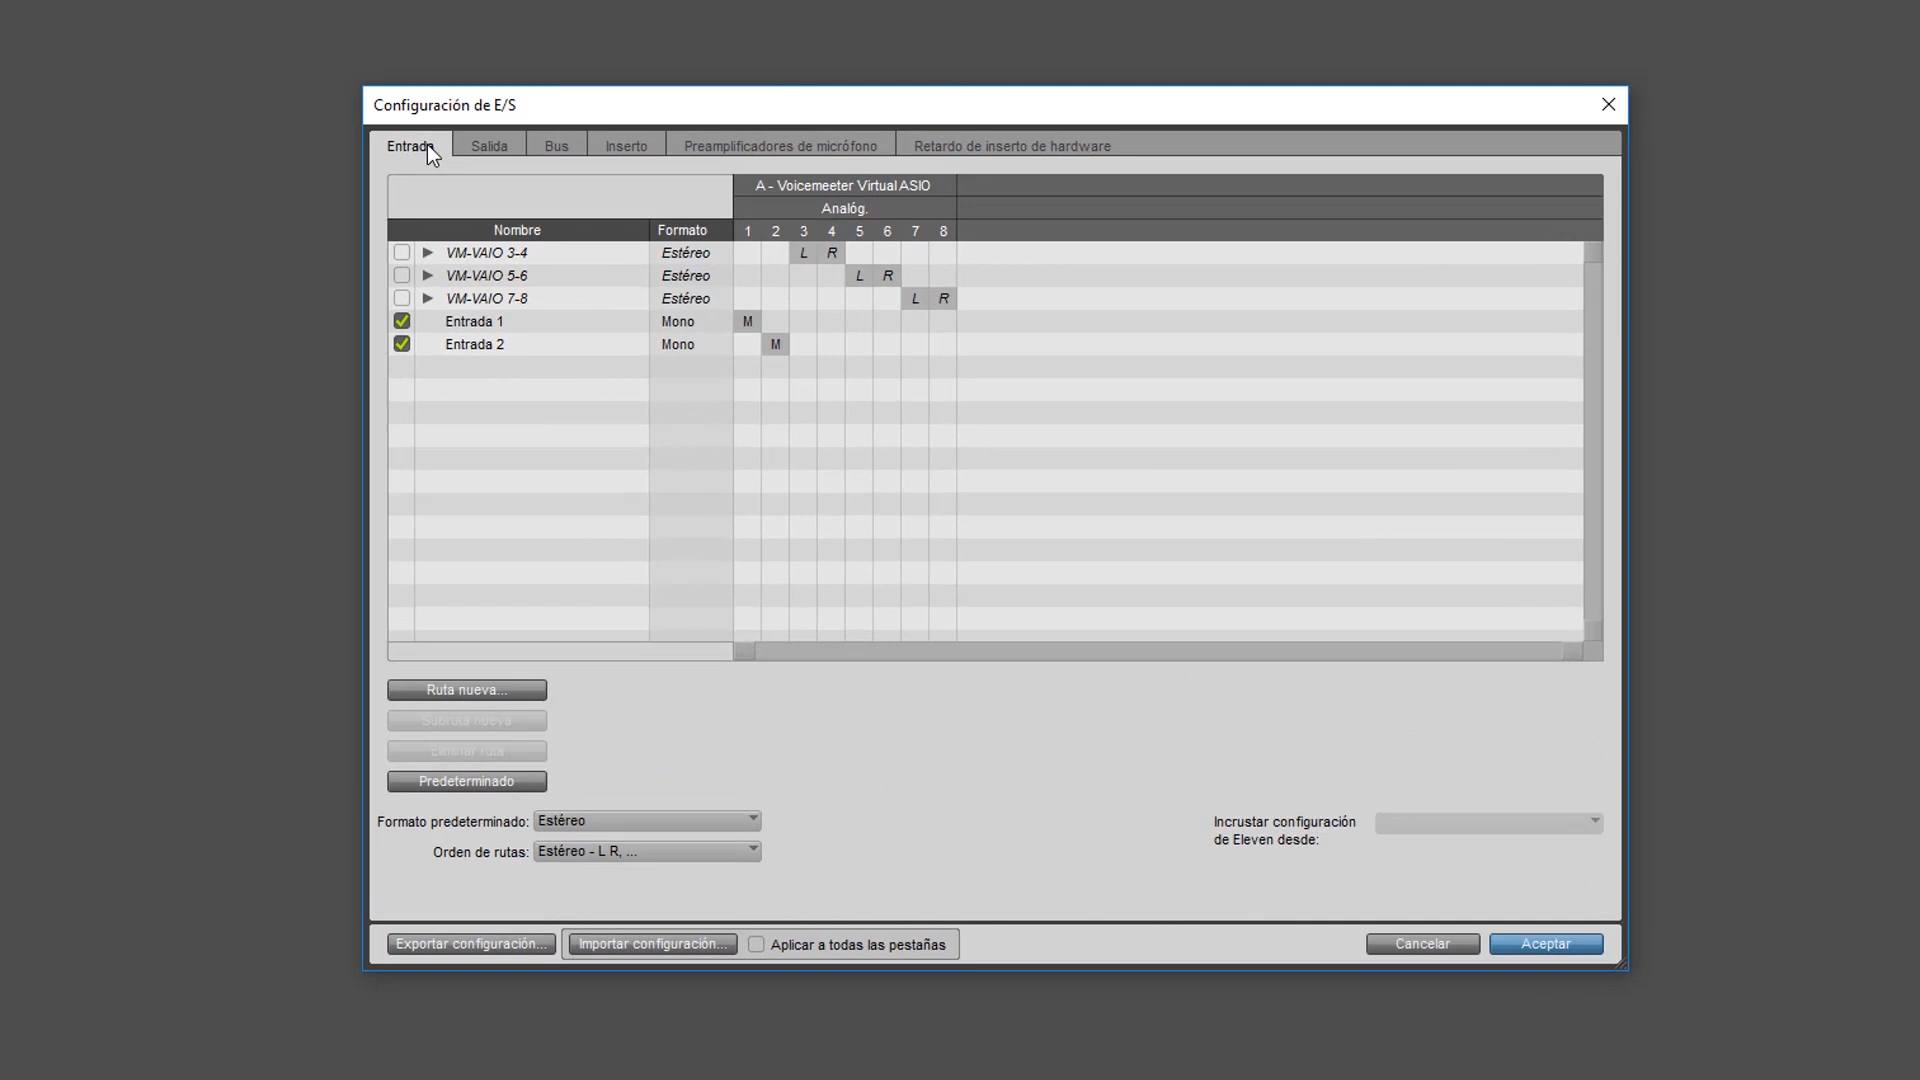 Configuración de E/S
Entrada Salida Bus Inserto Preamplificadores de micrófono Retardo de inserto de hardware
A - Voicemeeter Virtual ASIO
Analóg.
Nombre Formato 1 2 3 4 5 6 7 8
VM-VAIO 3-4 Estéreo L R
VM-VAIO 5-6 Estéreo L R
VM-VAIO 7-8 Estéreo L R
Entrada 1 Mono M
Entrada 2 Mono M
Ruta nueva...
Subruta nueva
Eliminar ruta
Predeterminado
Formato predeterminado: Estéreo
Orden de rutas: Estéreo - L R, ...
Incrustar configuración
de Eleven desde:
Exportar configuración... Importar configuración... Aplicar a todas las pestañas Cancelar Aceptar